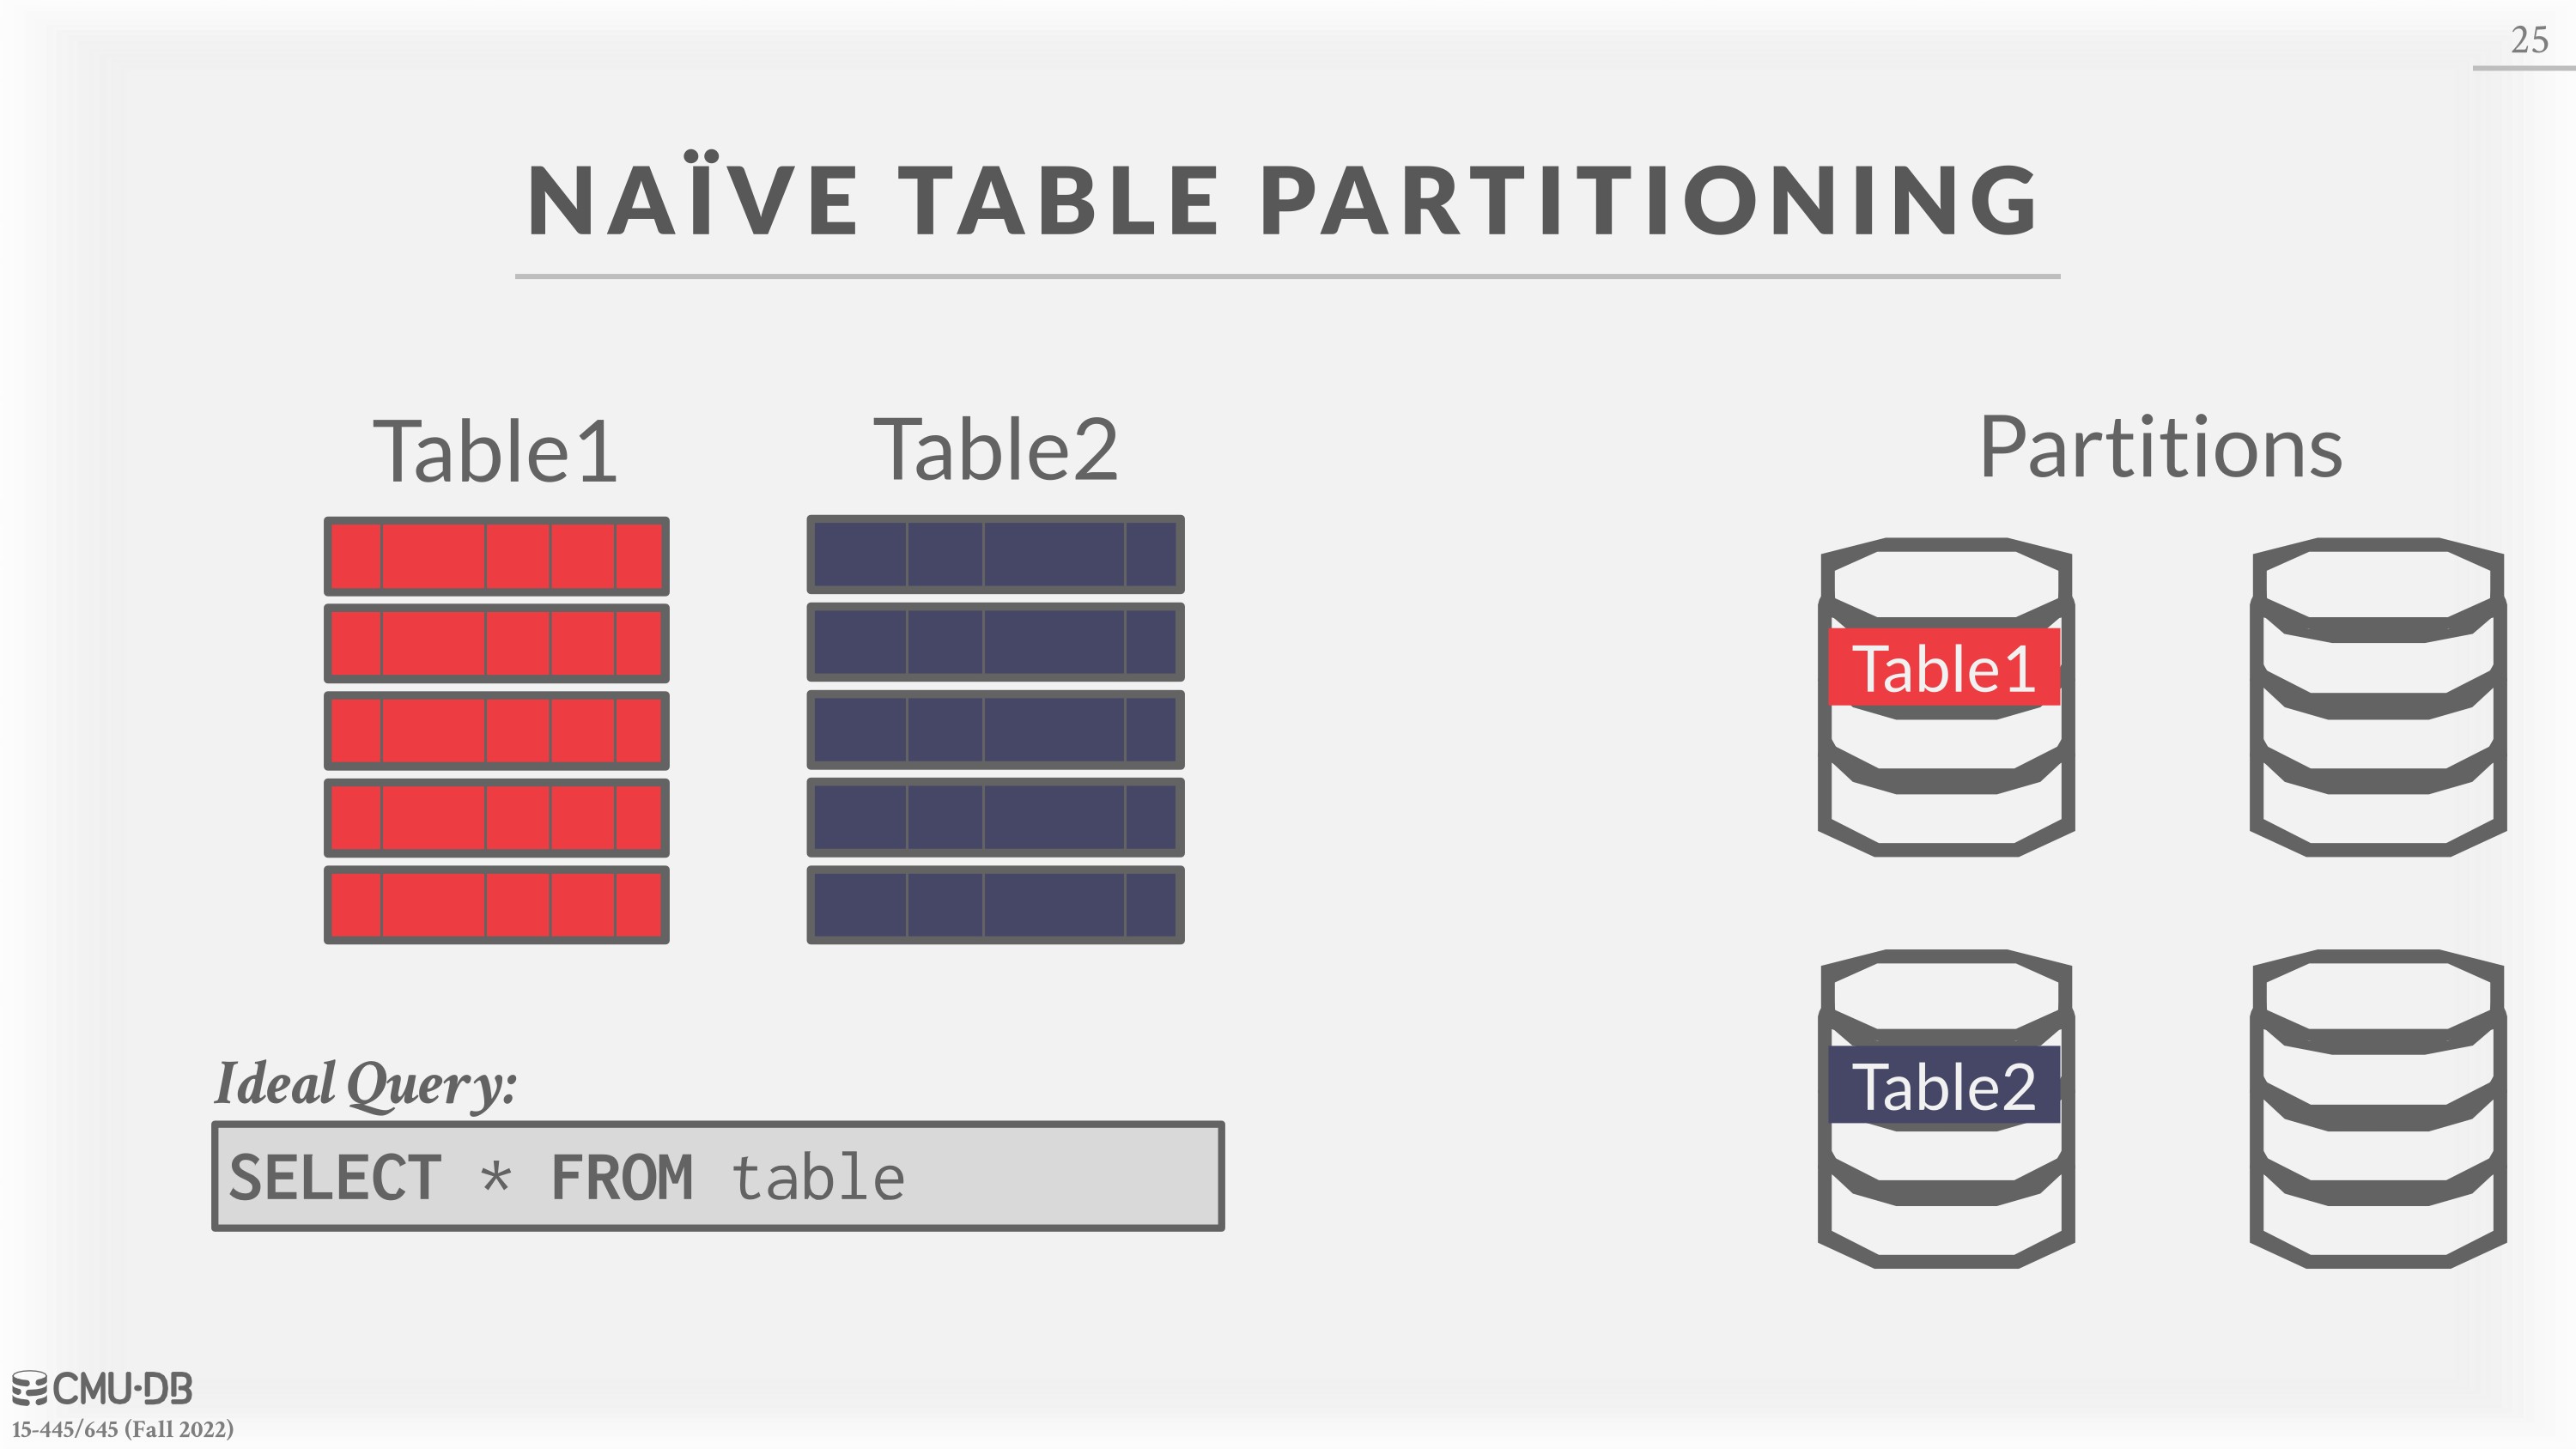 25
NAÏVE TABLE PARTITIONING
Table1
Table2
Partitions
Table1
Table2
Ideal Query:
SELECT * FROM table
CMU·DB
15-445/645 (Fall 2022)